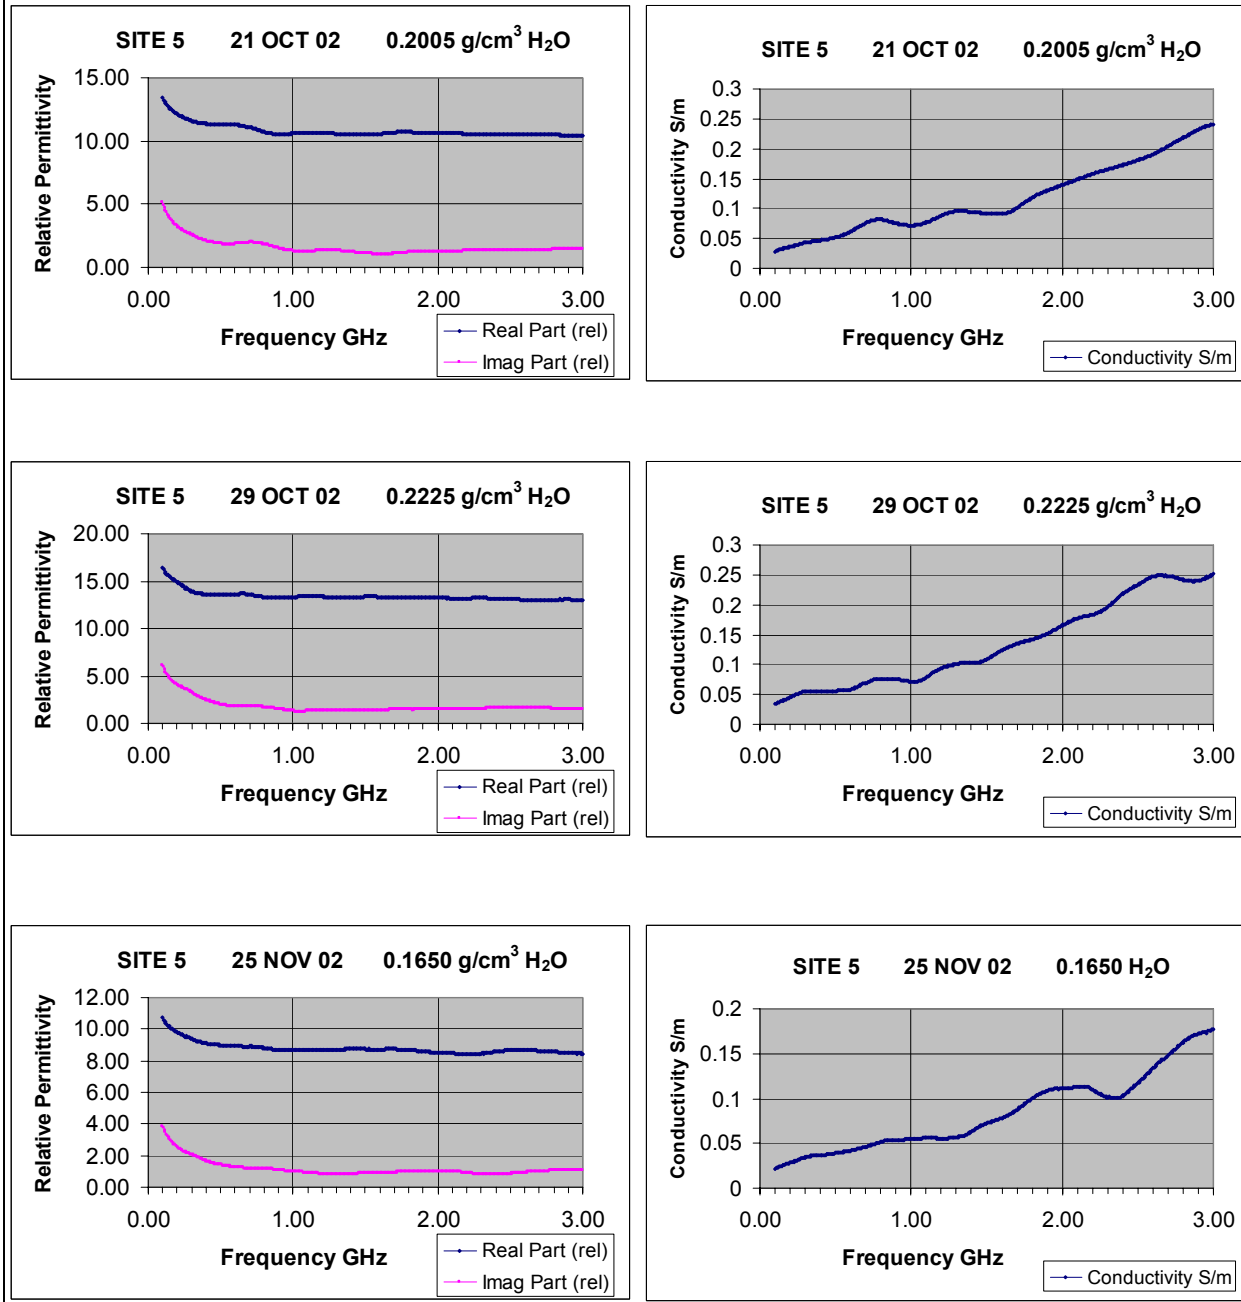 SITE 5 21 OCT 02 0.2005 g/cm³ H₂O
Relative Permittivity
15.00
10.00
5.00
0.00
0.00 1.00 2.00 3.00
Frequency GHz
Real Part (rel)
Imag Part (rel)
SITE 5 21 OCT 02 0.2005 g/cm³ H₂O
Conductivity S/m
0.3
0.25
0.2
0.15
0.1
0.05
0
0.00 1.00 2.00 3.00
Frequency GHz
Conductivity S/m
SITE 5 29 OCT 02 0.2225 g/cm³ H₂O
Relative Permittivity
20.00
15.00
10.00
5.00
0.00
0.00 1.00 2.00 3.00
Frequency GHz
Real Part (rel)
Imag Part (rel)
SITE 5 29 OCT 02 0.2225 g/cm³ H₂O
Conductivity S/m
0.3
0.25
0.2
0.15
0.1
0.05
0
0.00 1.00 2.00 3.00
Frequency GHz
Conductivity S/m
SITE 5 25 NOV 02 0.1650 g/cm³ H₂O
Relative Permittivity
12.00
10.00
8.00
6.00
4.00
2.00
0.00
0.00 1.00 2.00 3.00
Frequency GHz
Real Part (rel)
Imag Part (rel)
SITE 5 25 NOV 02 0.1650 H₂O
Conductivity S/m
0.2
0.15
0.1
0.05
0
0.00 1.00 2.00 3.00
Frequency GHz
Conductivity S/m